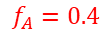 f_A = 0.4